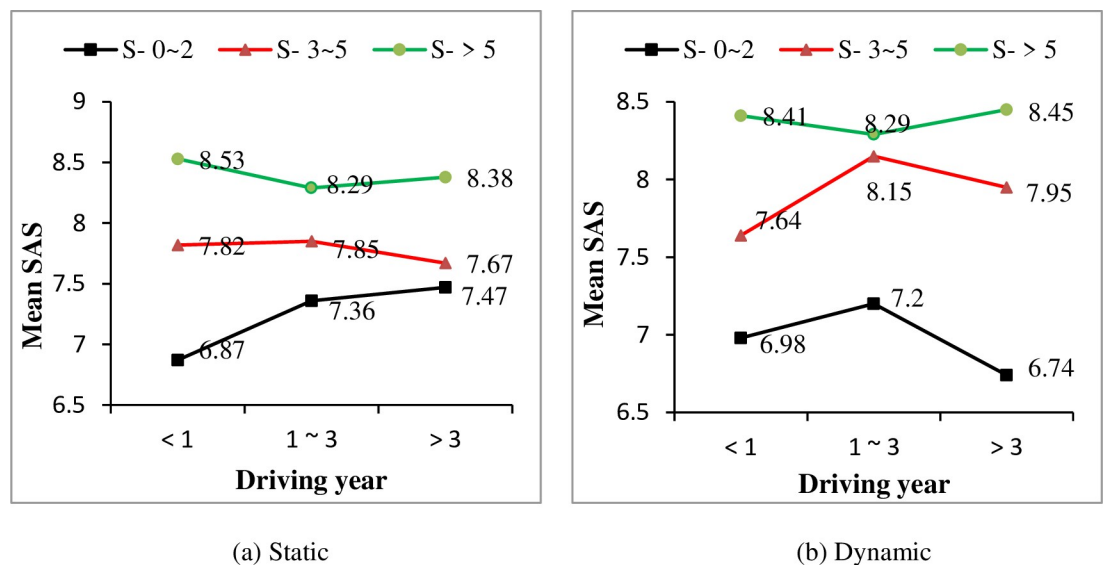 S- 0~2 S- 3~5 S- > 5
9
8.5
8
7.5
7
6.5
Mean SAS
8.53 8.29 8.38
7.82 7.85 7.67
6.87 7.36 7.47
< 1 1 ~ 3 > 3
Driving year
(a) Static
S- 0~2 S- 3~5 S- > 5
8.5
8
7.5
7
6.5
Mean SAS
8.41 8.29 8.45
7.64 8.15 7.95
6.98 7.2 6.74
< 1 1 ~ 3 > 3
Driving year
(b) Dynamic